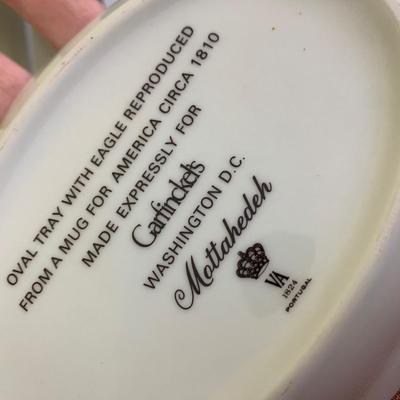 OVAL TRAY WITH EAGLE REPRODUCED
FROM A MUG FOR AMERICA CIRCA 1810
MADE EXPRESSLY FOR
Garfinckel's
WASHINGTON D.C.
Mottahedeh
VA
1824
PORTUGAL